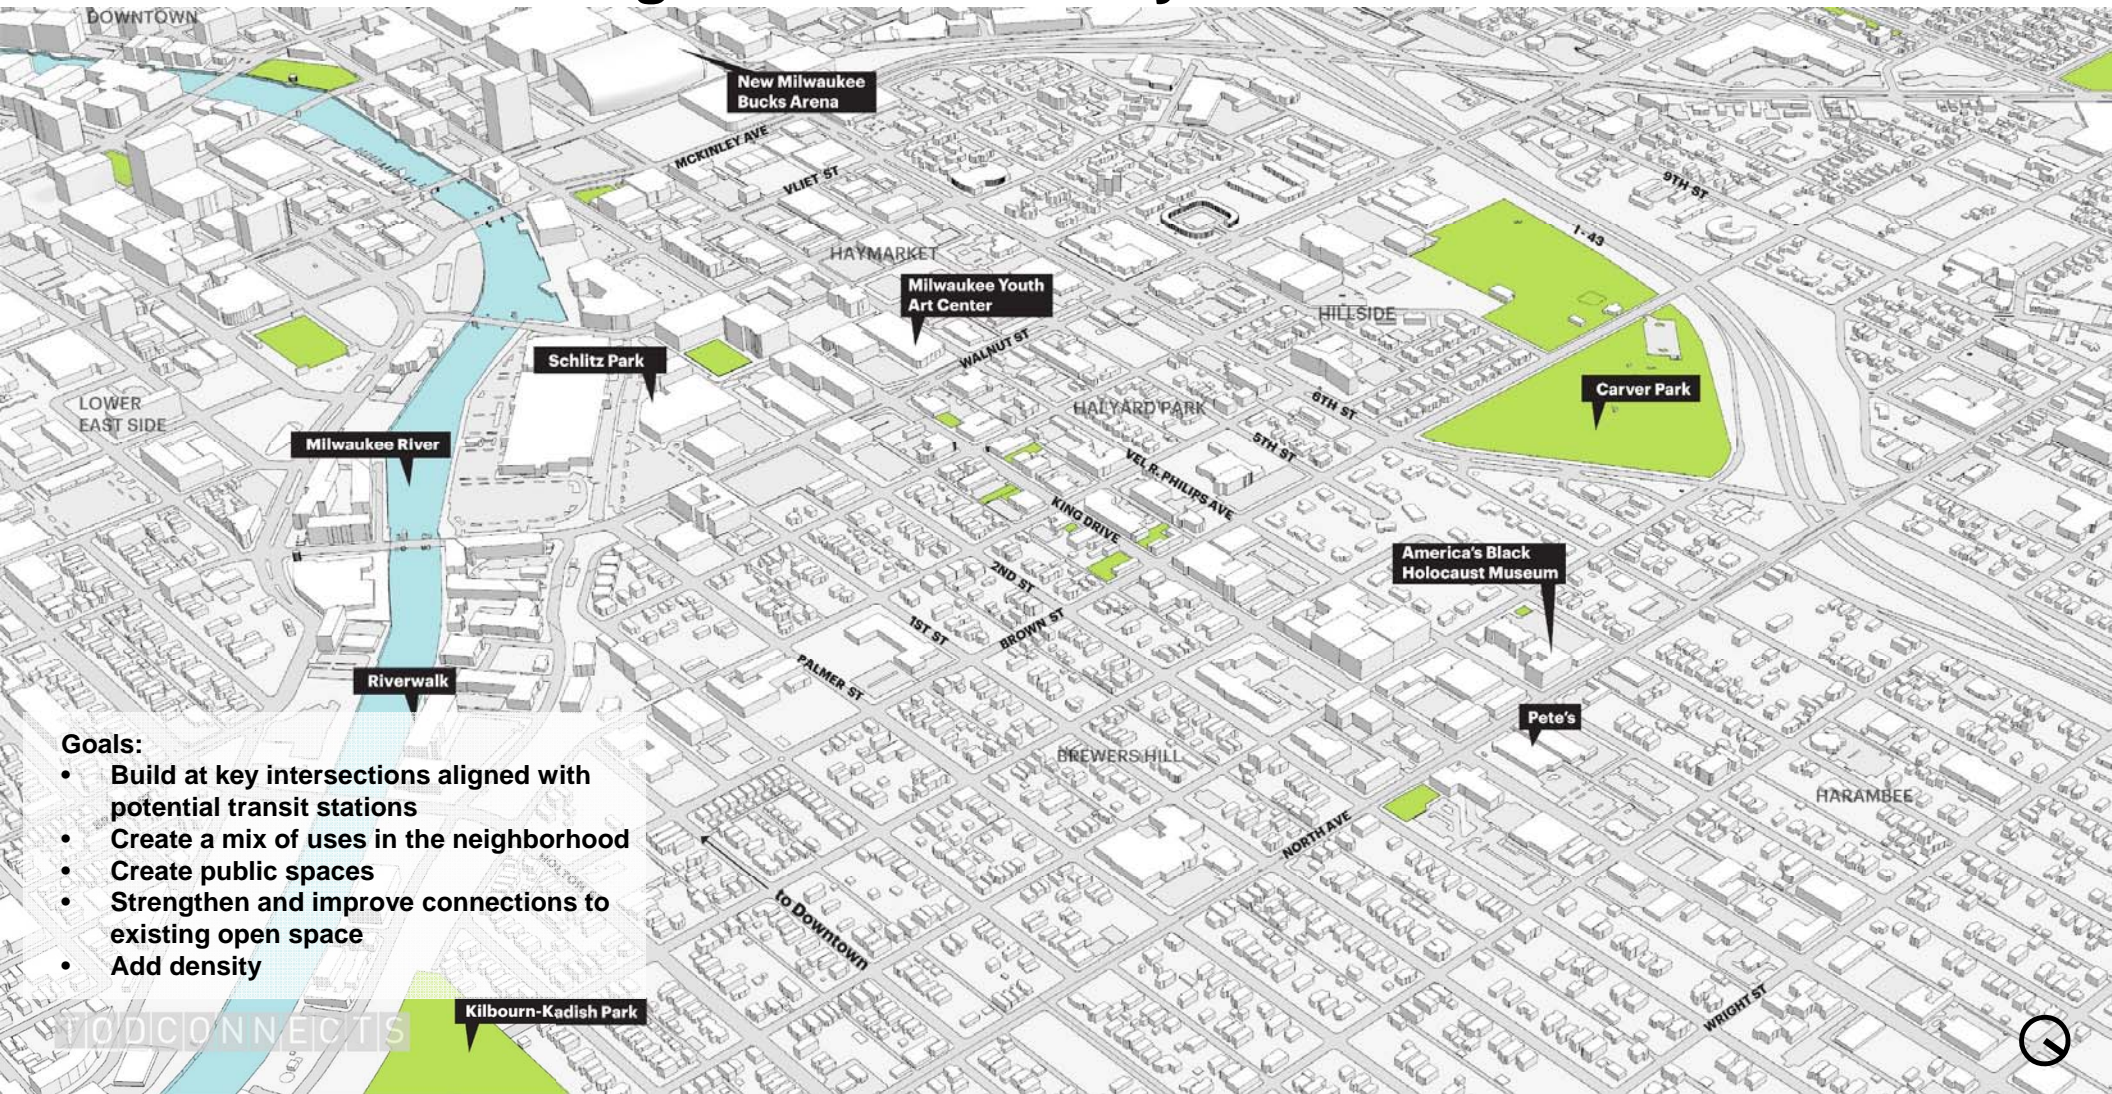 DOWNTOWN
New Milwaukee
Bucks Arena
MCKINLEY AVE
VLIET ST
9TH ST
I-43
HAYMARKET
Milwaukee Youth
Art Center
HILLSIDE
WALNUT ST
Schlitz Park
Carver Park
LOWER
EAST SIDE
HALYARD PARK
6TH ST
5TH ST
Milwaukee River
VEL R. PHILIPS AVE
KING DRIVE
America's Black
Holocaust Museum
2ND ST
1ST ST
BROWN ST
PALMER ST
Riverwalk
Pete's
BREWERS HILL
HARAMBEE
NORTH AVE
Goals:
• Build at key intersections aligned with
potential transit stations
• Create a mix of uses in the neighborhood
• Create public spaces
• Strengthen and improve connections to
existing open space
• Add density
HOLTON
to Downtown
WRIGHT ST
Kilbourn-Kadish Park
TODCONNECTS